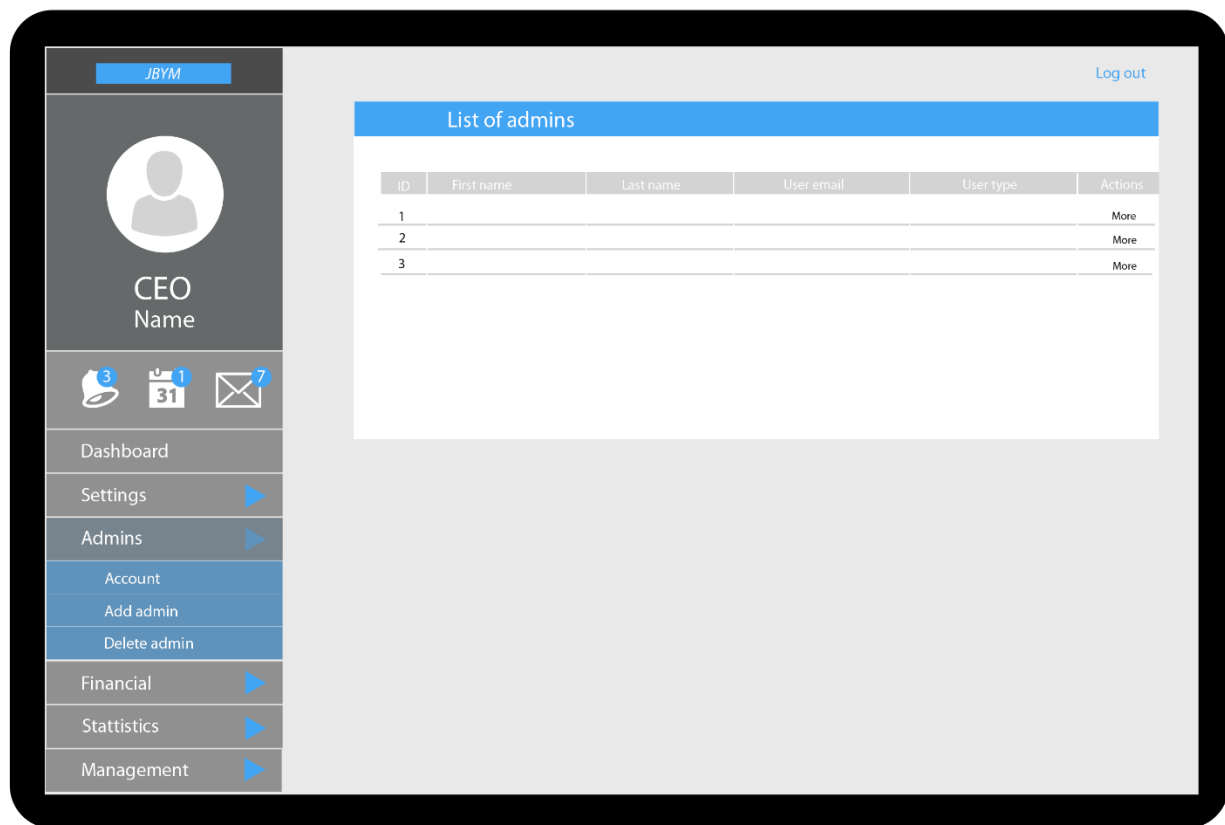 JBYM
Log out
List of admins
ID First name Last name User email User type Actions
1 More
2 More
3 More
CEO
Name
3 1 7
31
Dashboard
Settings
Admins
Account
Add admin
Delete admin
Financial
Stattistics
Management